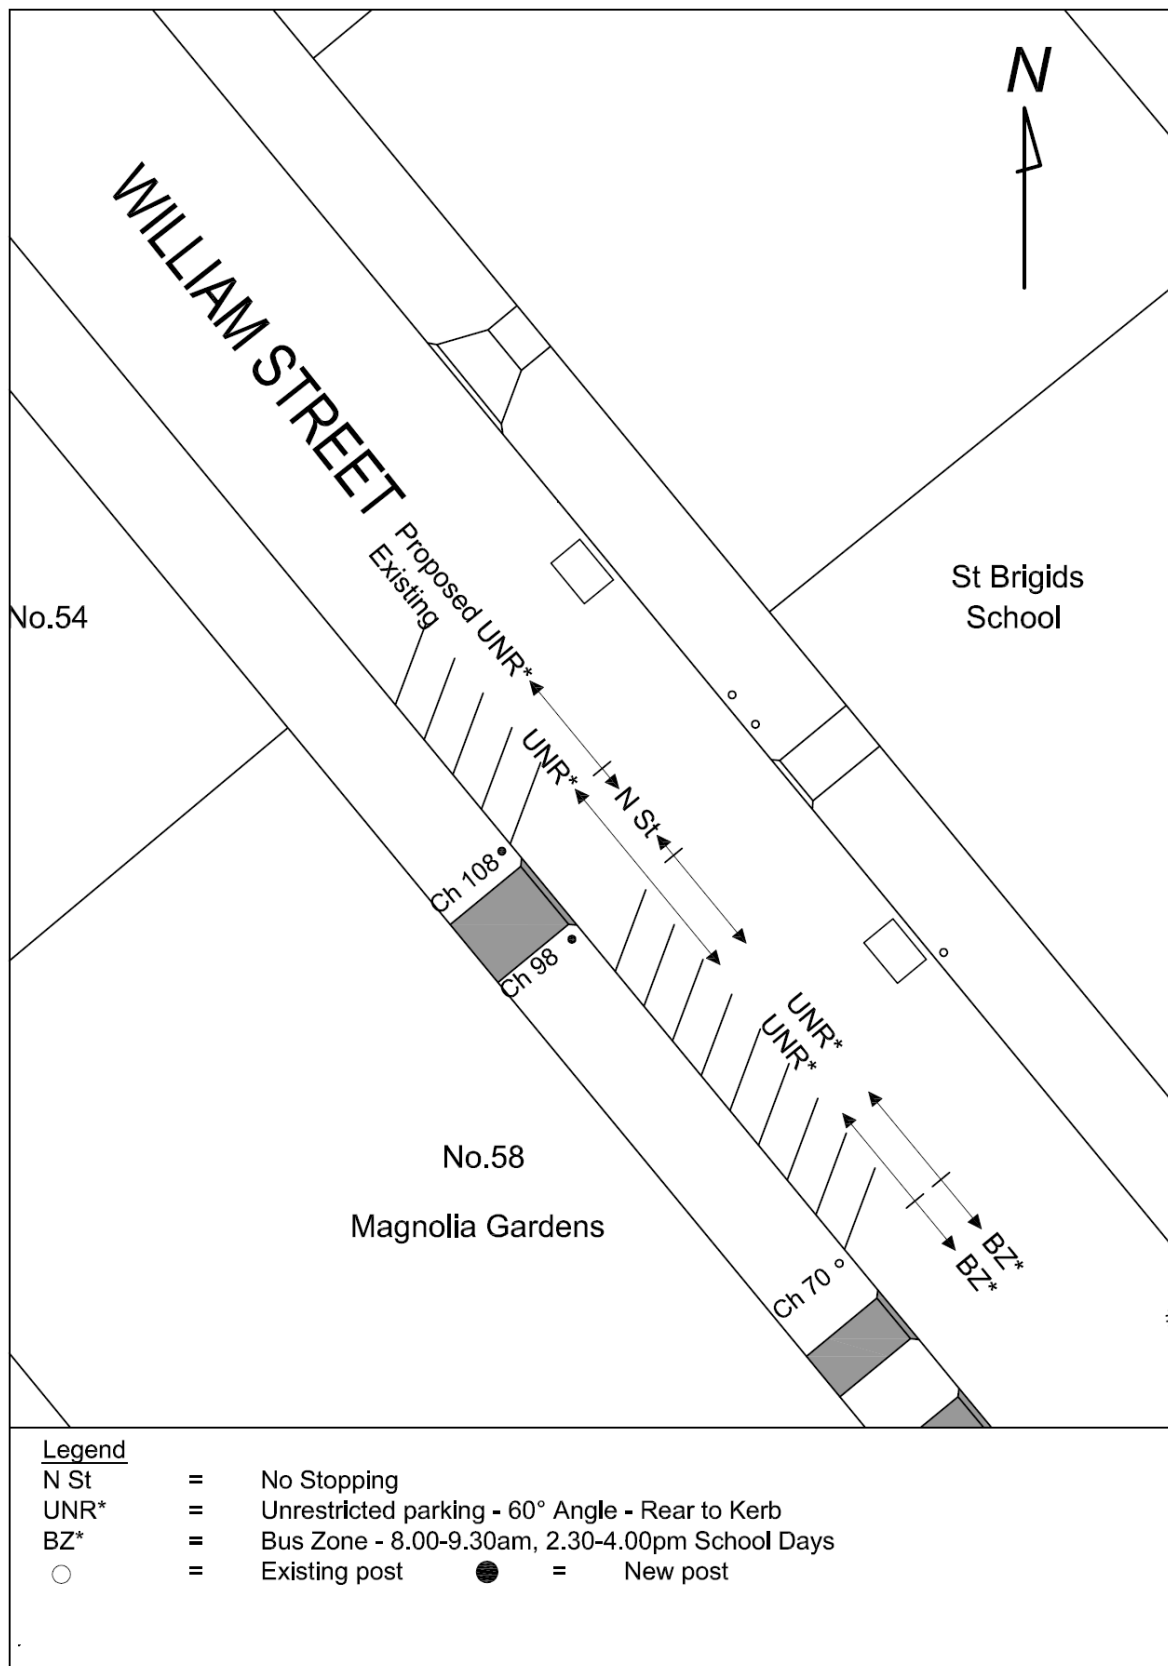 N
WILLIAM STREET
Proposed UNR*
Existing
UNR*
N St
St Brigids
School
No.54
Ch 108
Ch 98
UNR*
UNR*
No.58
Magnolia Gardens
BZ*
BZ*
Ch 70
Legend
N St = No Stopping
UNR* = Unrestricted parking - 60° Angle - Rear to Kerb
BZ* = Bus Zone - 8.00-9.30am, 2.30-4.00pm School Days
= Existing post = New post